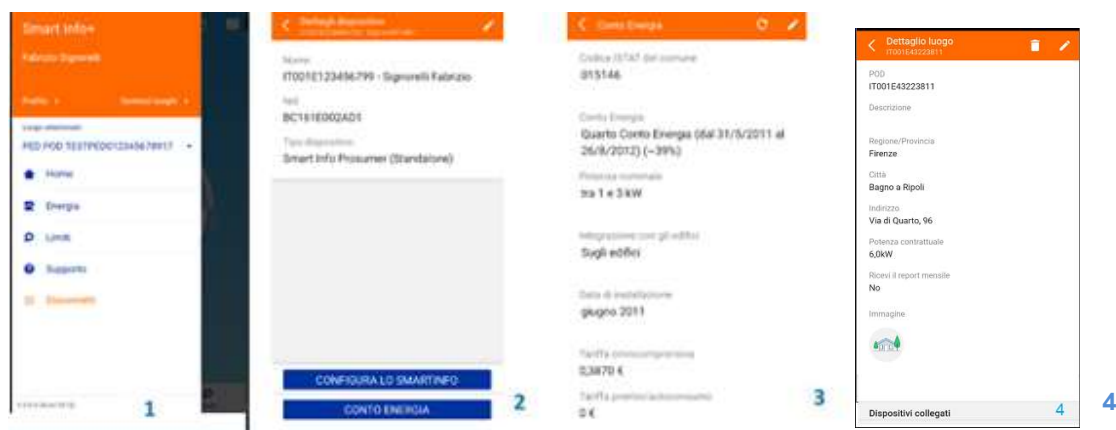 Smart Info+
Fabrizio Signorelli
Profilo
Gestisci luoghi
Luogo selezionato
PED POD TESTPED012345678917
Home
Energia
Limiti
Supporto
Disconnetti
1
Dettagli dispositivo
Nome
IT001E123456799 - Signorelli Fabrizio
BC161E002AD1
Tipo dispositivo
Smart Info Prosumer (Standalone)
CONFIGURA LO SMARTINFO
CONTO ENERGIA
2
Conto Energia
Codice ISTAT del comune
015146
Conto Energia
Quarto Conto Energia (dal 31/5/2011 al
26/8/2012) (~39%)
Potenza nominale
tra 1 e 3 kW
Integrazione con gli edifici
Sugli edifici
Data di installazione
giugno 2011
Tariffa omnicomprensiva
0,3870 €
Tariffa premio/autoconsumo
0 €
3
Dettaglio luogo
IT001E43223811
POD
IT001E43223811
Descrizione
Regione/Provincia
Firenze
Città
Bagno a Ripoli
Indirizzo
Via di Quarto, 96
Potenza contrattuale
6,0kW
Ricevi il report mensile
No
Immagine
Dispositivi collegati
4
4